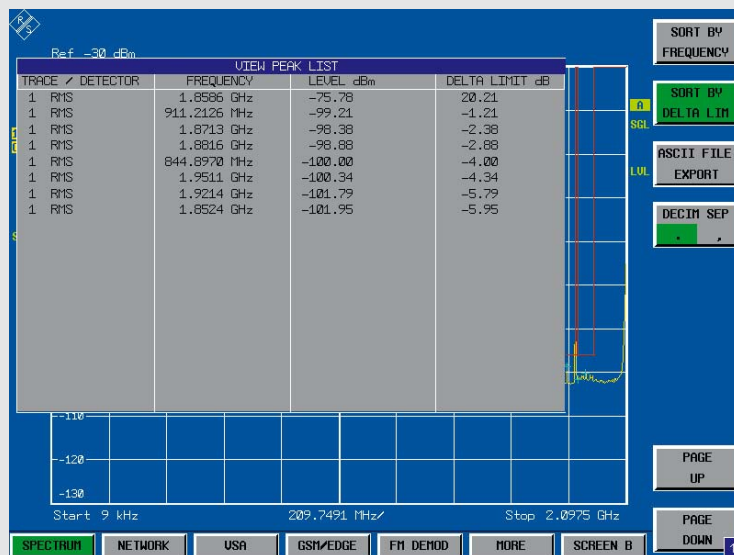 R/S
Ref -30 dBm
VIEW PEAK LIST
TRACE / DETECTOR FREQUENCY LEVEL dBm DELTA LIMIT dB
1 RMS 1.8586 GHz -75.78 20.21
1 RMS 911.2126 MHz -99.21 -1.21
1 RMS 1.8713 GHz -98.38 -2.38
1 RMS 1.8816 GHz -98.88 -2.88
1 RMS 844.8970 MHz -100.00 -4.00
1 RMS 1.9511 GHz -100.34 -4.34
1 RMS 1.9214 GHz -101.79 -5.79
1 RMS 1.8524 GHz -101.95 -5.95
-110
-120
-130
Start 9 kHz 209.7491 MHz/ Stop 2.0975 GHz
A
SGL
LVL
SORT BY
FREQUENCY
SORT BY
DELTA LIM
ASCII FILE
EXPORT
DECIM SEP
. ,
PAGE
UP
PAGE
DOWN
SPECTRUM NETWORK VSA GSM/EDGE FM DEMOD MORE SCREEN B